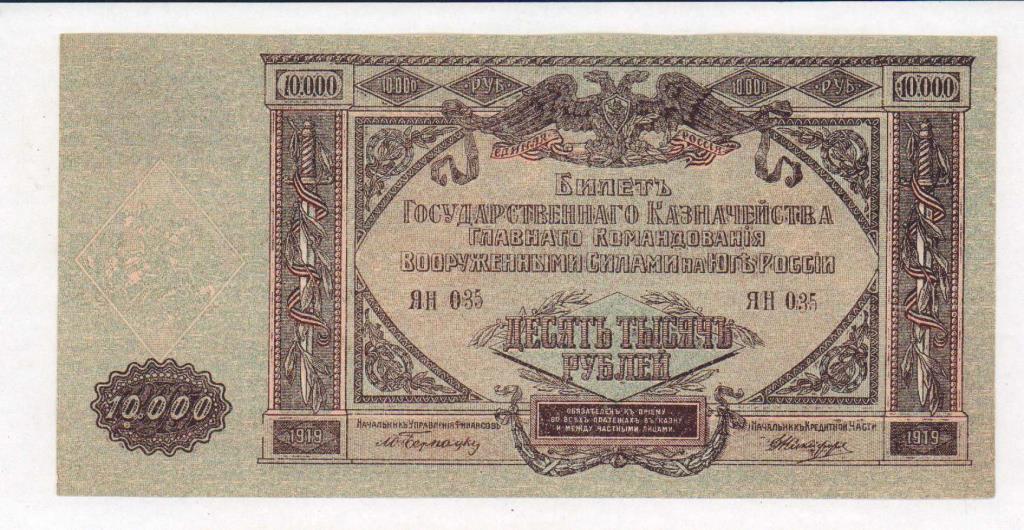 10.000 10.000 РУБ. 10.000 РУБ. 10.000
ЕДИНАЯ РОССІЯ
БИЛЕТЪ
ГОСУДАРСТВЕННАГО КАЗНАЧЕЙСТВА
ГЛАВНАГО КОМАНДОВАНІЯ
ВООРУЖЕННЫМИ СИЛАМИ НА ЮГѢ РОССІИ
ЯН 035 ЯН 035
ДЕСЯТЬ ТЫСЯЧЪ
РУБЛЕЙ
10.000
ОБЯЗАТЕЛЕНЪ КЪ ПРІЕМУ
ВО ВСѢХЪ ПЛАТЕЖАХЪ ВЪ КАЗНУ
И МЕЖДУ ЧАСТНЫМИ ЛИЦАМИ.
НАЧАЛЬНИКЪ УПРАВЛЕНІЯ ФИНАНСОВЪ
НАЧАЛЬНИКЪ КРЕДИТНОЙ ЧАСТИ
1919 1919